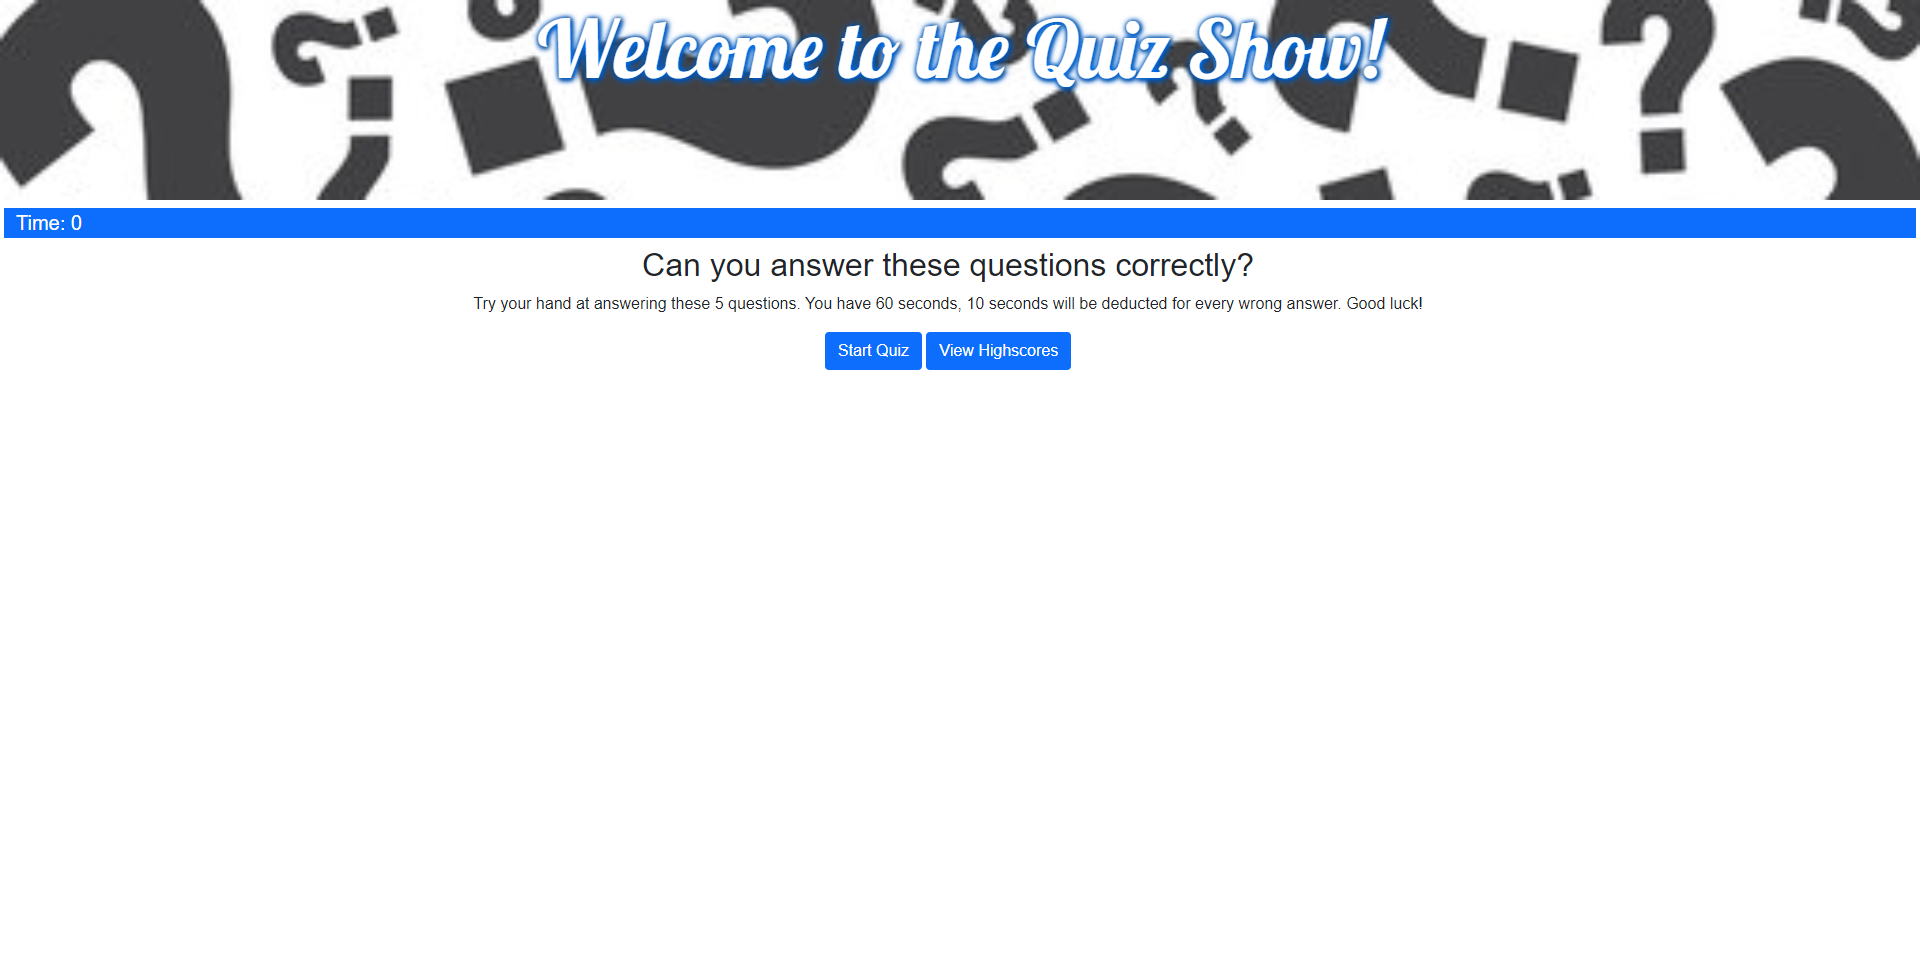 Welcome to the Quiz Show!
Time: 0
Can you answer these questions correctly?
Try your hand at answering these 5 questions. You have 60 seconds, 10 seconds will be deducted for every wrong answer. Good luck!
Start Quiz View Highscores